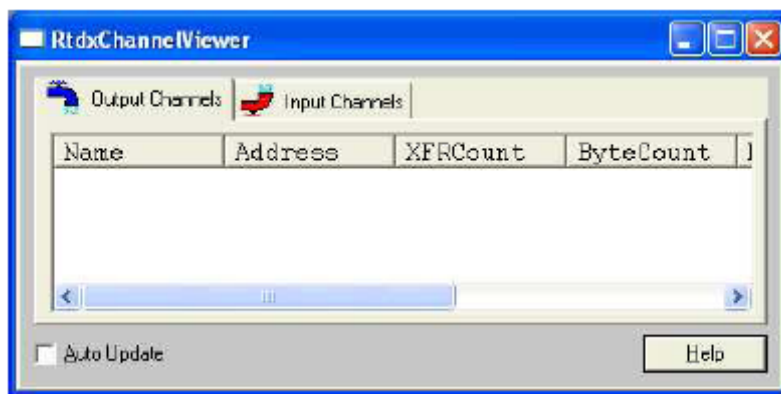 RtdxChannelViewer
Output Channels Input Channels
Name Address XFRCount ByteCount
Auto Update
Help